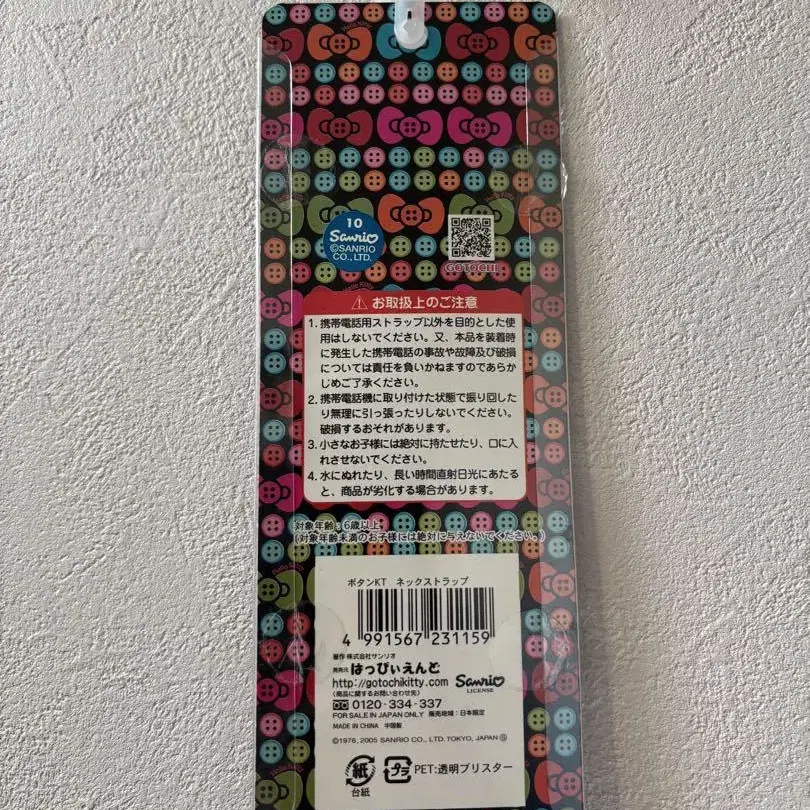 Hello Kitty
10
Sanrio
©SANRIO
CO., LTD.
GOTOCHI
Hello Kitty
⚠ お取扱上のご注意
1. 携帯電話用ストラップ以外を目的とした使
用はしないでください。又、本品を装着時
に発生した携帯電話の事故や故障及び破損
については責任を負いかねますのであらか
じめご了承ください。
2. 携帯電話機に取り付けた状態で振り回した
り無理に引っ張ったりしないでください。
破損するおそれがあります。
3. 小さなお子様には絶対に持たせたり、口に入
れさせないでください。
4. 水にぬれたり、長い時間直射日光にあたる
と、商品が劣化する場合があります。
対象年齢：6歳以上。
(対象年齢未満のお子様には絶対に与えないでください。)
Hello Kitty
ボタンKT ネックストラップ
4 991567 231159
著作 株式会社サンリオ
発売元 はっぴぃえんど
http://gotochikitty.com
Sanrio
LICENSE
(商品に関するお問い合わせ先)
0120-334-337
FOR SALE IN JAPAN ONLY 販売地域：日本限定
MADE IN CHINA 中国製
©1976, 2005 SANRIO CO., LTD. TOKYO, JAPAN Ⓢ
紙
台紙
プラ
PET:透明ブリスター